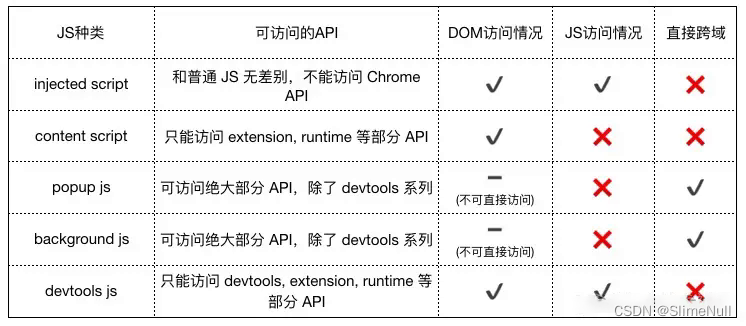 JS种类 可访问的API DOM访问情况 JS访问情况 直接跨域
injected script 和普通 JS 无差别，不能访问 Chrome API ✓ ✓ ×
content script 只能访问 extension, runtime 等部分 API ✓ × ×
popup js 可访问绝大部分 API，除了 devtools 系列 – (不可直接访问) × ✓
background js 可访问绝大部分 API，除了 devtools 系列 – (不可直接访问) × ✓
devtools js 只能访问 devtools, extension, runtime 等部分 API ✓ ✓ ×
CSDN @SlimeNull